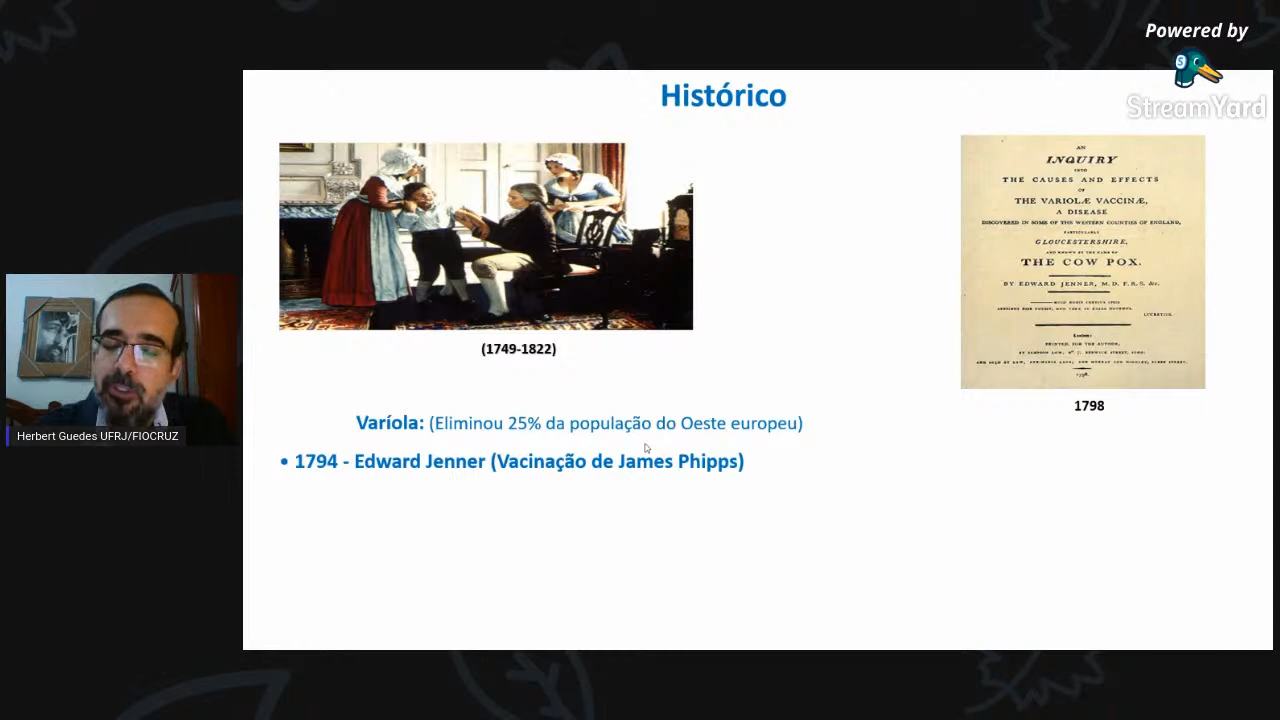 Powered by
StreamYard
Histórico
AN
INQUIRY
INTO
THE CAUSES AND EFFECTS
OF
THE VARIOLÆ VACCINÆ,
A DISEASE
DISCOVERED IN SOME OF THE WESTERN COUNTIES OF ENGLAND,
PARTICULARLY
GLOUCESTERSHIRE,
AND KNOWN BY THE NAME OF
THE COW POX.
BY EDWARD JENNER, M.D. F.R.S. &c.
LUCRETIUS.
London:
PRINTED, FOR THE AUTHOR,
1798.
(1749-1822)
1798
Herbert Guedes UFRJ/FIOCRUZ
Varíola: (Eliminou 25% da população do Oeste europeu)
• 1794 - Edward Jenner (Vacinação de James Phipps)